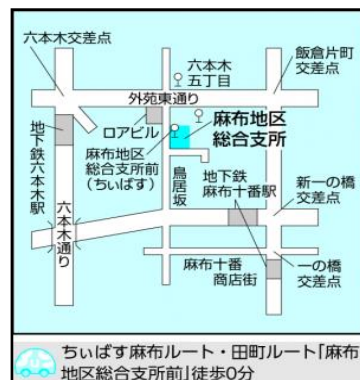 六本木交差点
六本木
五丁目
飯倉片町
交差点
外苑東通り
ロアビル
麻布地区
総合支所
麻布地区
総合支所前
（ちぃばす）
地下鉄六本木駅
鳥居坂
地下鉄
麻布十番駅
新一の橋
交差点
六本木通り
麻布十番
商店街
一の橋
交差点
ちぃばす麻布ルート・田町ルート「麻布
地区総合支所前」徒歩0分